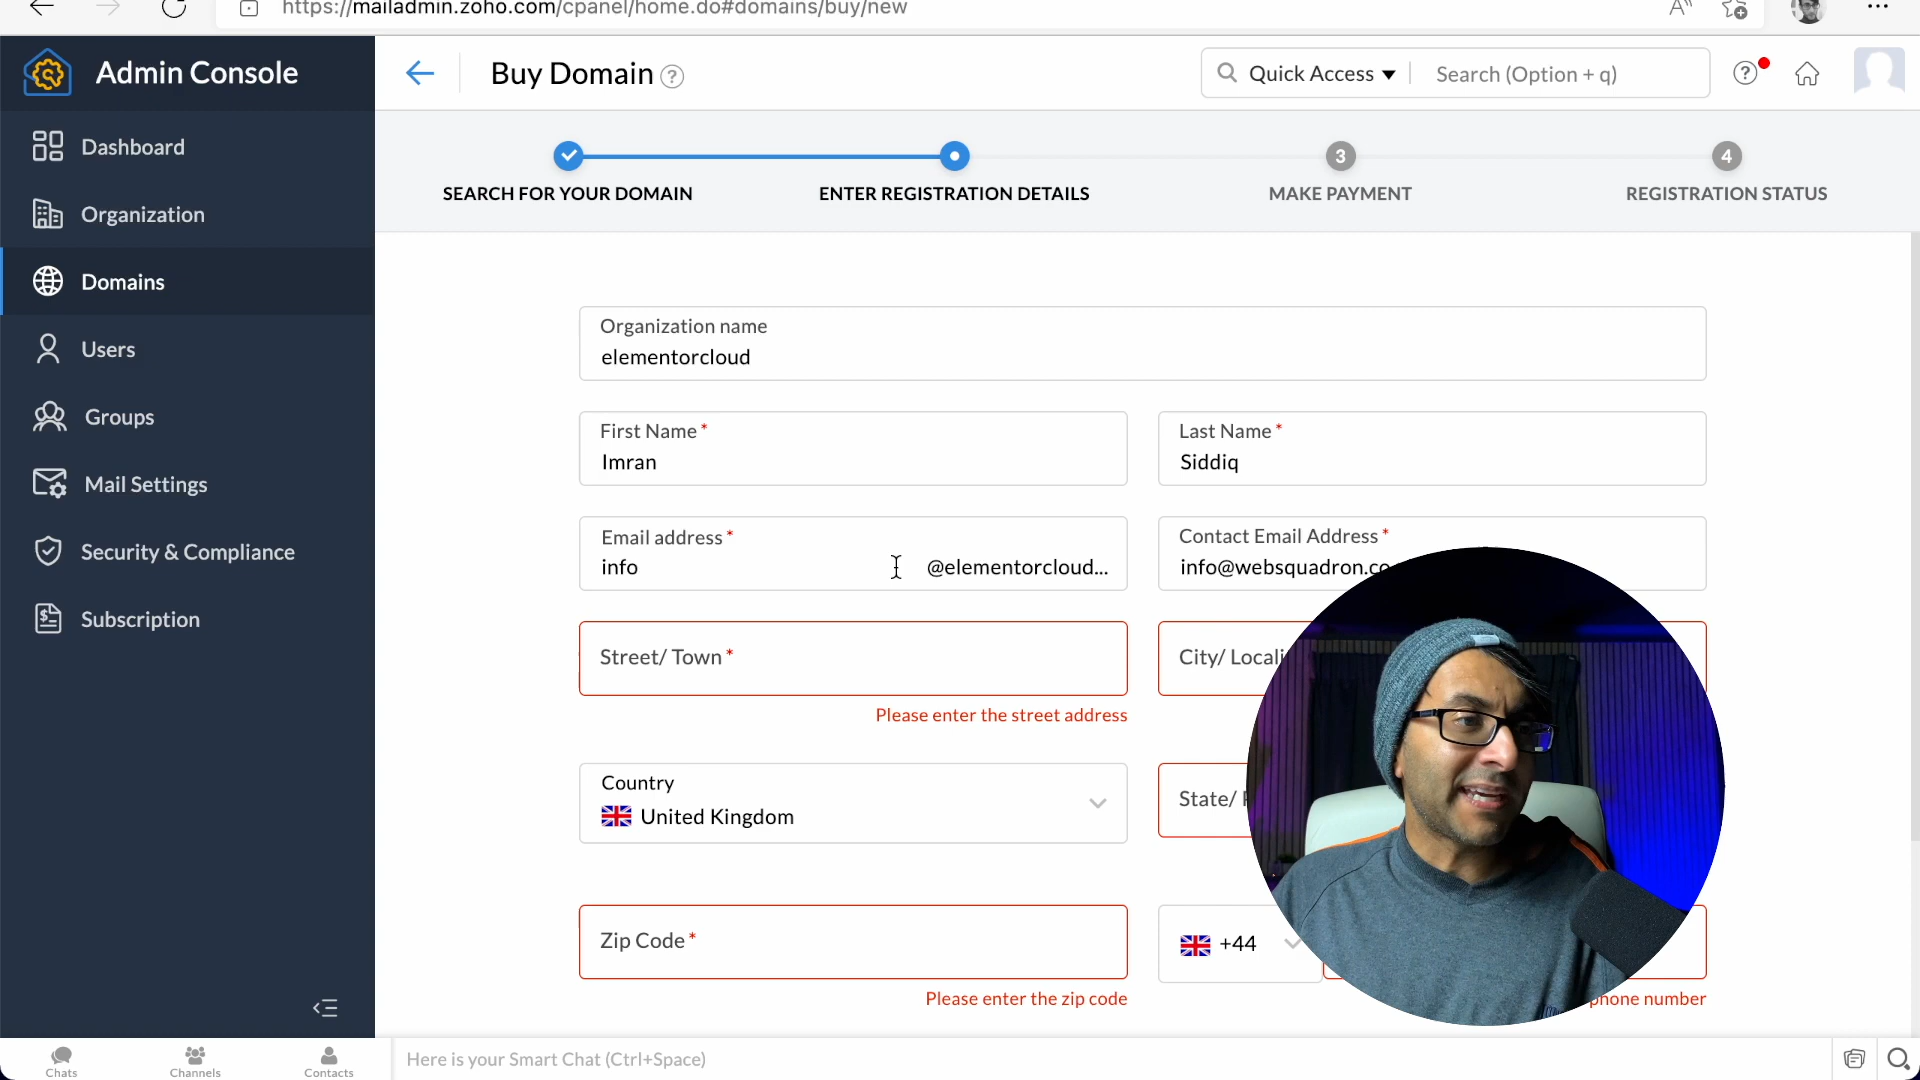 https://mailadmin.zoho.com/cpanel/home.do#domains/buy/new
Admin Console
Buy Domain ?
Quick Access
Search (Option + q)
Dashboard
Organization
Domains
Users
Groups
Mail Settings
Security & Compliance
Subscription
3
4
SEARCH FOR YOUR DOMAIN
ENTER REGISTRATION DETAILS
MAKE PAYMENT
REGISTRATION STATUS
Organization name
elementorcloud
First Name *
Imran
Last Name *
Siddiq
Email address *
info
@elementorcloud...
Contact Email Address *
info@websquadron.co
Street/ Town *
City/ Locali
Please enter the street address
Country
United Kingdom
State/
Zip Code *
+44
Please enter the zip code
phone number
Chats
Channels
Contacts
Here is your Smart Chat (Ctrl+Space)